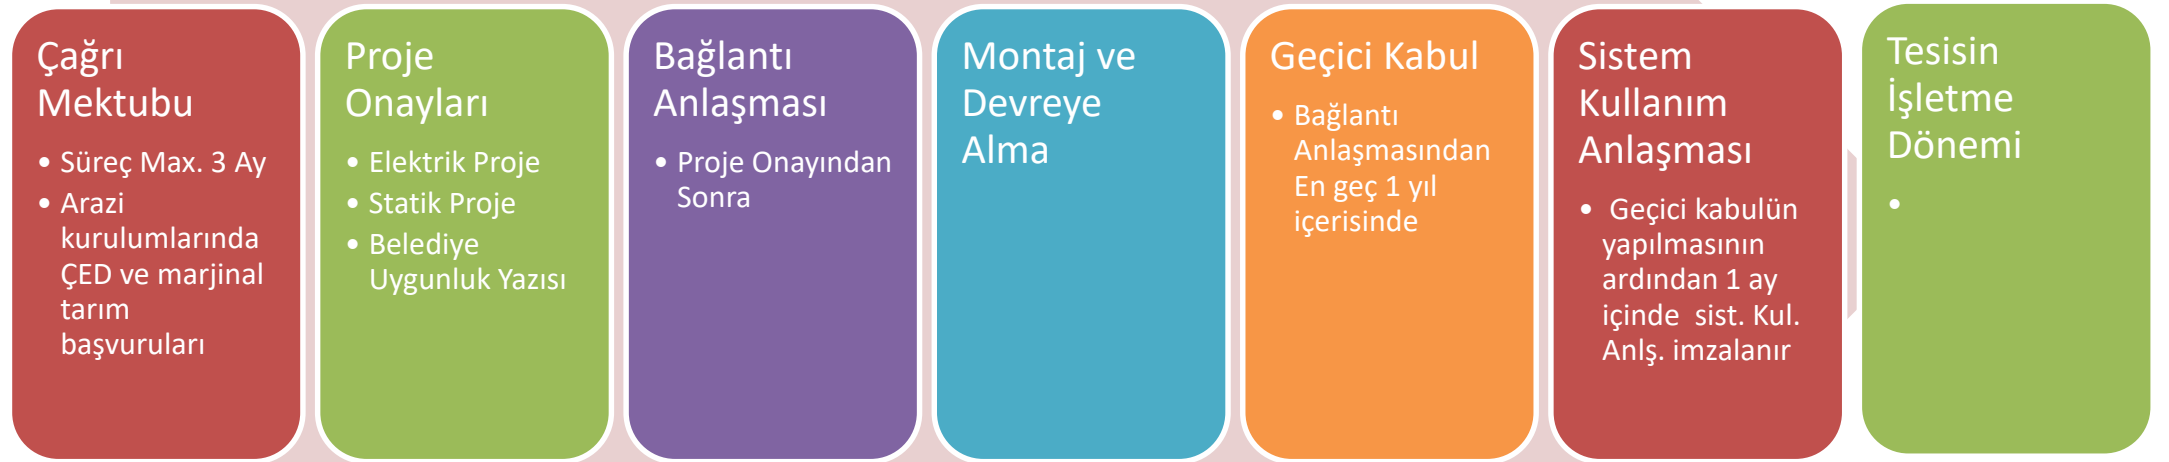 Çağrı
Mektubu
• Süreç Max. 3 Ay
• Arazi
kurulumlarında
ÇED ve marjinal
tarım
başvuruları
Proje
Onayları
• Elektrik Proje
• Statik Proje
• Belediye
Uygunluk Yazısı
Bağlantı
Anlaşması
• Proje Onayından
Sonra
Montaj ve
Devreye
Alma
Geçici Kabul
• Bağlantı
Anlaşmasından
En geç 1 yıl
içerisinde
Sistem
Kullanım
Anlaşması
• Geçici kabulün
yapılmasının
ardından 1 ay
içinde sist. Kul.
Anlş. imzalanır
Tesisin
İşletme
Dönemi
•